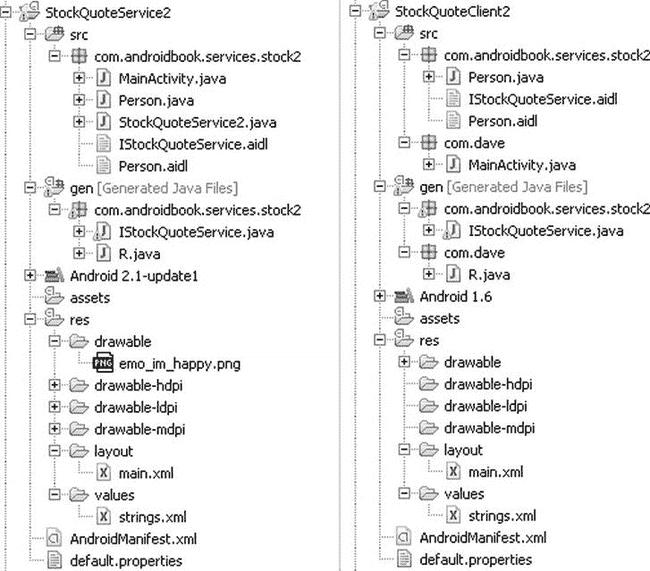 StockQuoteService2
src
com.androidbook.services.stock2
MainActivity.java
Person.java
StockQuoteService2.java
IStockQuoteService.aidl
Person.aidl
gen [Generated Java Files]
com.androidbook.services.stock2
IStockQuoteService.java
R.java
Android 2.1-update1
assets
res
drawable
PNG emo_im_happy.png
drawable-hdpi
drawable-ldpi
drawable-mdpi
layout
main.xml
values
strings.xml
AndroidManifest.xml
default.properties
StockQuoteClient2
src
com.androidbook.services.stock2
Person.java
IStockQuoteService.aidl
Person.aidl
com.dave
MainActivity.java
gen [Generated Java Files]
com.androidbook.services.stock2
IStockQuoteService.java
com.dave
R.java
Android 1.6
assets
res
drawable
drawable-hdpi
drawable-ldpi
drawable-mdpi
layout
main.xml
values
strings.xml
AndroidManifest.xml
default.properties